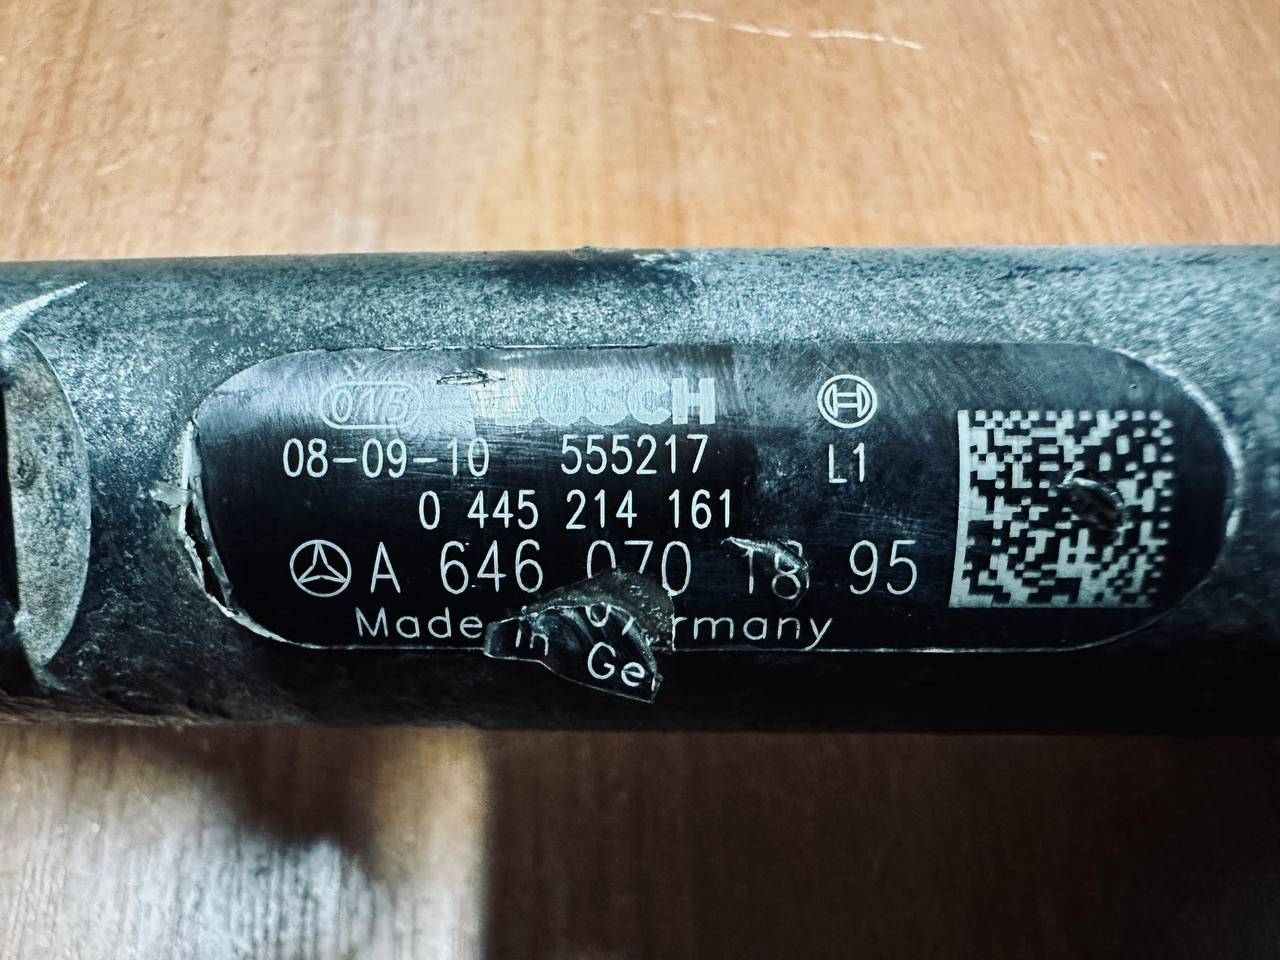 015 BOSCH
08-09-10 555217 L1
0 445 214 161
A 646 070 18 95
Made in Germany